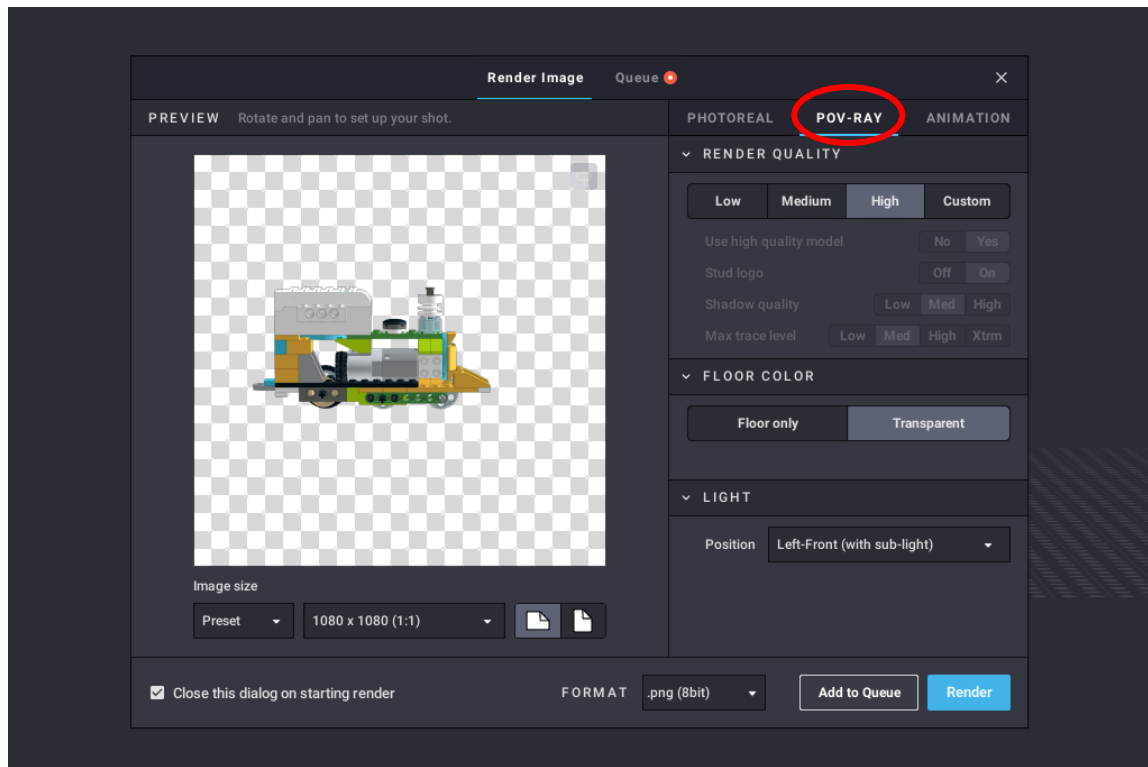 Render Image Queue
PREVIEW Rotate and pan to set up your shot.
PHOTOREAL POV-RAY ANIMATION
RENDER QUALITY
Low Medium High Custom
Use high quality model No Yes
Stud logo Off On
Shadow quality Low Med High
Max trace level Low Med High Xtrm
FLOOR COLOR
Floor only Transparent
LIGHT
Position Left-Front (with sub-light)
Image size
Preset 1080 x 1080 (1:1)
Close this dialog on starting render FORMAT .png (8bit) Add to Queue Render